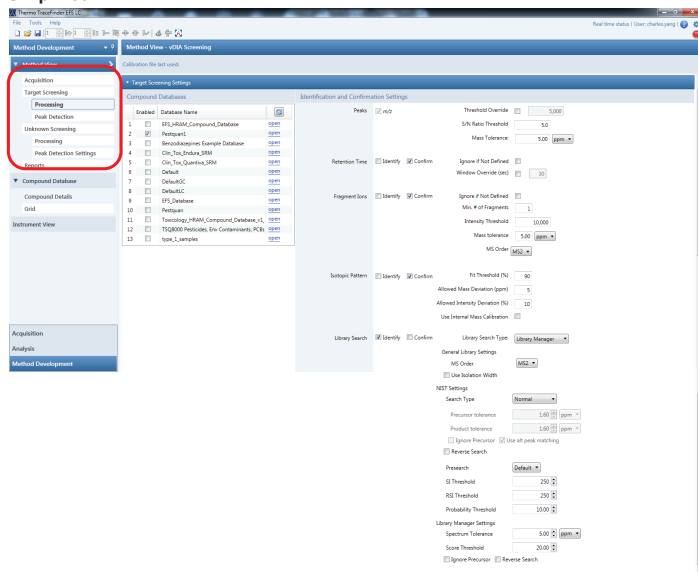 Thermo TraceFinder EFS LC
File Tools Help
Real time status | User: charles.yang |
1 1
Method Development
Method View - vDIA Screening
Method View
Calibration file last used:
Acquisition
Target Screening
Processing
Peak Detection
Unknown Screening
Processing
Peak Detection Settings
Reports
Compound Database
Compound Details
Grid
Instrument View
Acquisition
Analysis
Method Development
Target Screening Settings
Compound Databases
Enabled Database Name
1 EFS_HRAM_Compound_Database open
2 Pestquan1 open
3 Benzodiazepines Example Database open
4 Clin_Tox_Endura_SRM open
5 Clin_Tox_Quantiva_SRM open
6 Default open
7 DefaultGC open
8 DefaultLC open
9 EFS_Database open
10 Pestquan open
11 Toxicology_HRAM_Compound_Database_v1_ open
12 TSQ8000 Pesticides, Env Contaminants, PCBs open
13 type_1_samples open
Identification and Confirmation Settings
Peaks m/z Threshold Override 5,000
S/N Ratio Threshold 5.0
Mass Tolerance: 5.00 ppm
Retention Time Identify Confirm Ignore if Not Defined
Window Override (sec) 30
Fragment Ions Identify Confirm Ignore if Not Defined
Min. # of Fragments 1
Intensity Threshold 10,000
Mass tolerance 5.00 ppm
MS Order MS2
Isotopic Pattern Identify Confirm Fit Threshold (%) 90
Allowed Mass Deviation (ppm) 5
Allowed Intensity Deviation (%) 10
Use Internal Mass Calibration
Library Search Identify Confirm Library Search Type: Library Manager
General Library Settings
MS Order MS2
Use Isolation Width
NIST Settings
Search Type Normal
Precursor tolerance 1.60 ppm
Product tolerance 1.60 ppm
Ignore Precursor Use alt peak matching
Reverse Search
Presearch Default
SI Threshold 250
RSI Threshold 250
Probability Threshold 10.00
Library Manager Settings
Spectrum Tolerance 5.00 ppm
Score Threshold 20.00
Ignore Precursor Reverse Search